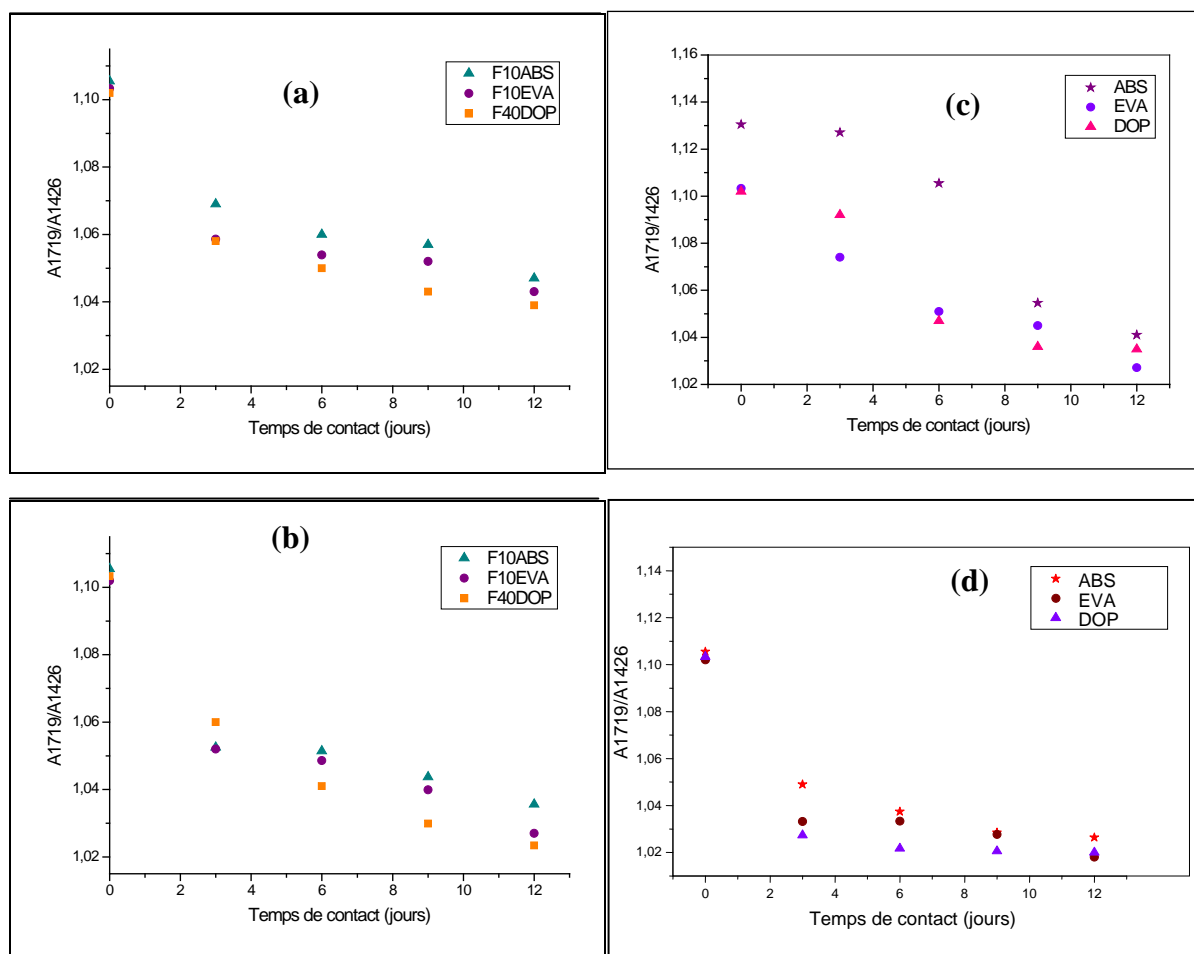 (a)
F10ABS
F10EVA
F40DOP
1,10
1,08
1,06
1,04
1,02
A1719/A1426
0 2 4 6 8 10 12
Temps de contact (jours)
(c)
ABS
EVA
DOP
1,16
1,14
1,12
1,10
1,08
1,06
1,04
1,02
A1719/1426
0 2 4 6 8 10 12
Temps de contact (jours)
(b)
F10ABS
F10EVA
F40DOP
1,10
1,08
1,06
1,04
1,02
A1719/A1426
0 2 4 6 8 10 12
Temps de contact (jours)
(d)
ABS
EVA
DOP
1,14
1,12
1,10
1,08
1,06
1,04
1,02
A1719/A1426
0 2 4 6 8 10 12
Temps de contact (jours)